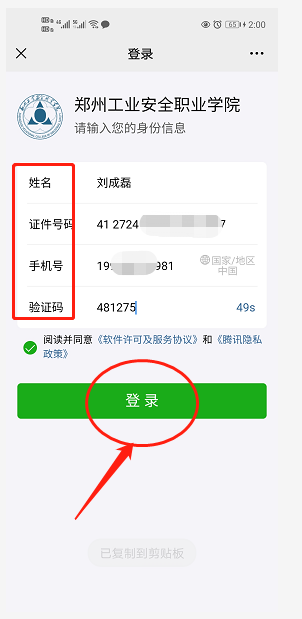 2:00
登录
郑州工业安全职业学院
请输入您的身份信息
姓名 刘成磊
证件号码 41 2724 7
手机号 19 981 国家/地区
中国
验证码 481275 49s
阅读并同意《软件许可及服务协议》和《腾讯隐私
政策》
登 录
已复制到剪贴板